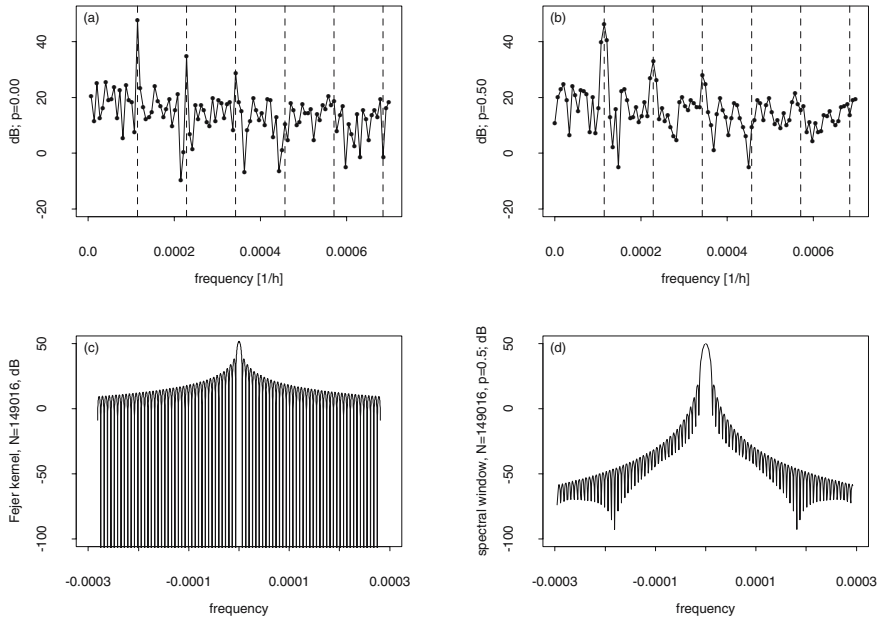 (a)
dB; p=0.00
40
20
0
-20
0.0
0.0002
0.0004
0.0006
frequency [1/h]
(b)
dB; p=0.50
40
20
0
-20
0.0
0.0002
0.0004
0.0006
frequency [1/h]
(c)
Fejer kernel, N=149016, dB
50
0
-50
-100
-0.0003
-0.0001
0.0001
0.0003
frequency
(d)
spectral window, N=149016, p=0.5; dB
50
0
-50
-100
-0.0003
-0.0001
0.0001
0.0003
frequency